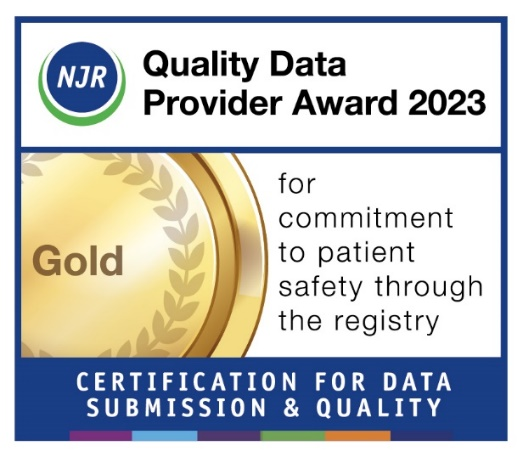 NJR
Quality Data
Provider Award 2023
Gold
for
commitment
to patient
safety through
the registry
CERTIFICATION FOR DATA
SUBMISSION & QUALITY